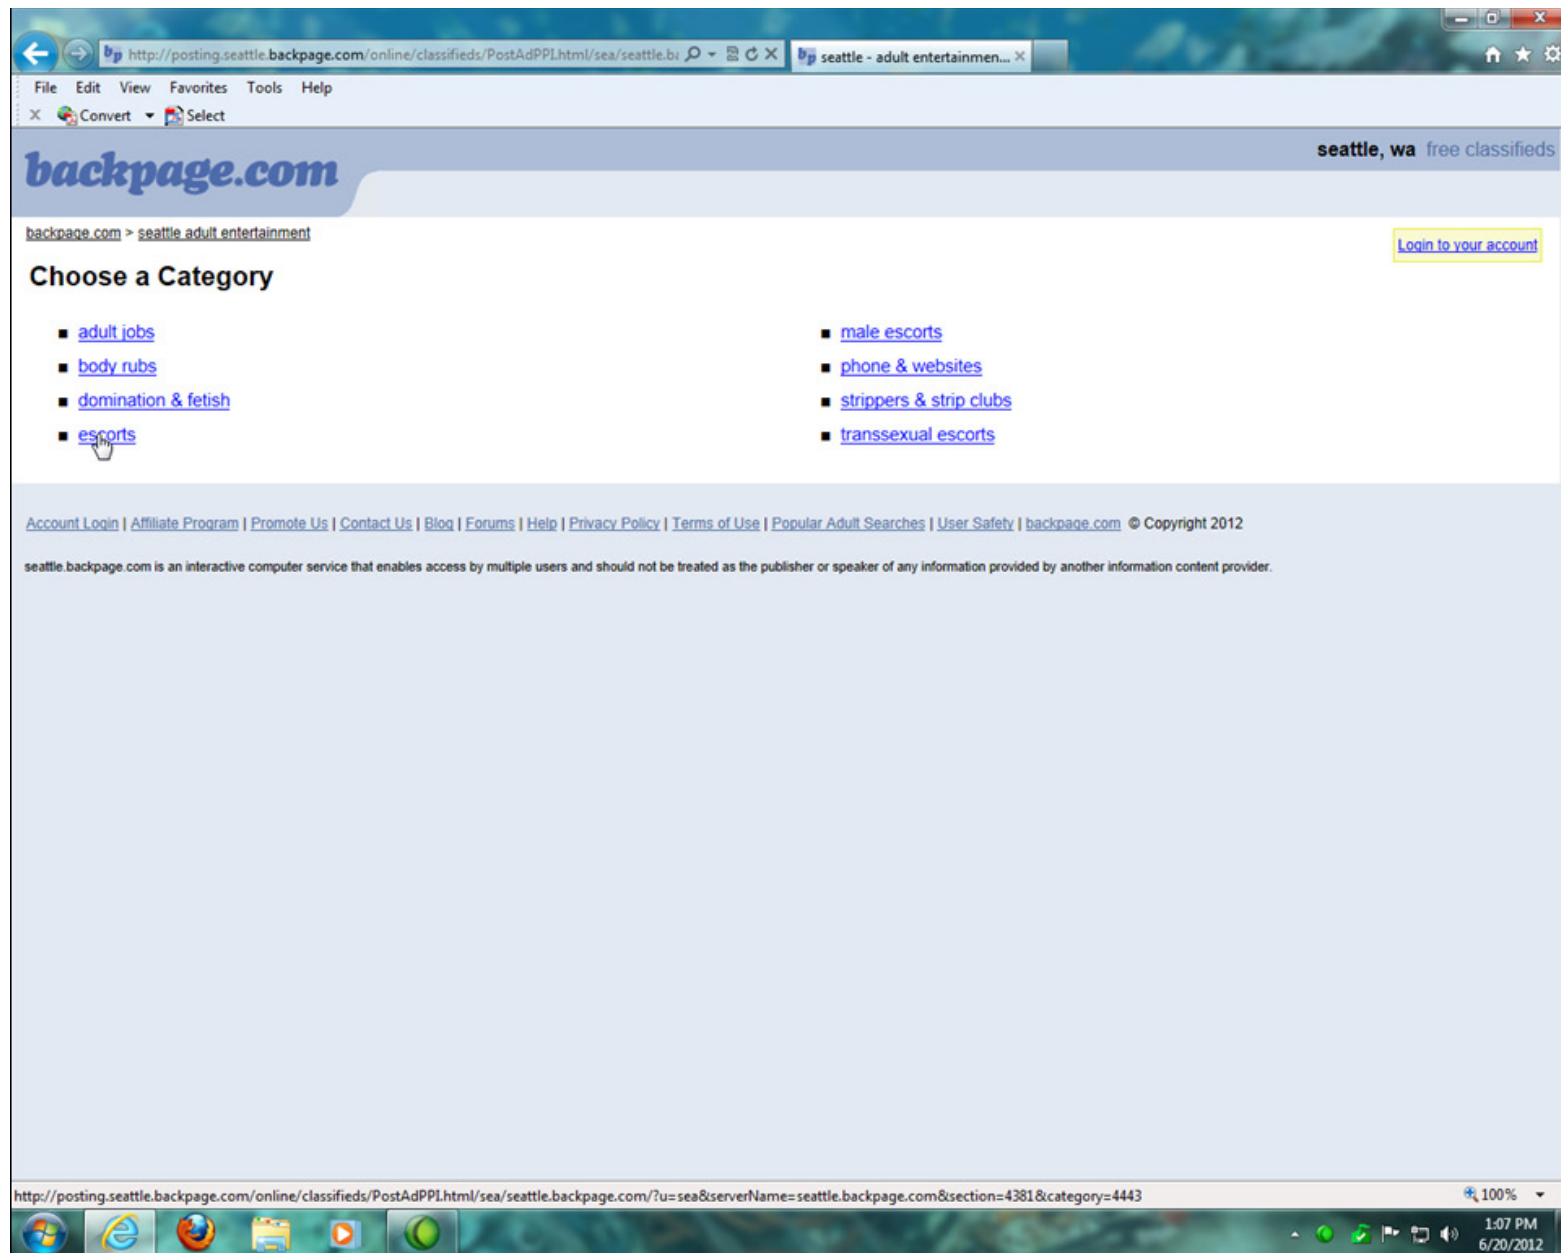 http://posting.seattle.backpage.com/online/classifieds/PostAdPPI.html/sea/seattle.ba
bp seattle - adult entertainmen...
File Edit View Favorites Tools Help
x Convert Select
backpage.com
seattle, wa free classifieds
backpage.com > seattle adult entertainment
Login to your account
Choose a Category
adult jobs
body rubs
domination & fetish
escorts
male escorts
phone & websites
strippers & strip clubs
transsexual escorts
Account Login | Affiliate Program | Promote Us | Contact Us | Blog | Forums | Help | Privacy Policy | Terms of Use | Popular Adult Searches | User Safety | backpage.com © Copyright 2012
seattle.backpage.com is an interactive computer service that enables access by multiple users and should not be treated as the publisher or speaker of any information provided by another information content provider.
http://posting.seattle.backpage.com/online/classifieds/PostAdPPI.html/sea/seattle.backpage.com/?u=sea&serverName=seattle.backpage.com&section=4381&category=4443
100%
1:07 PM
6/20/2012